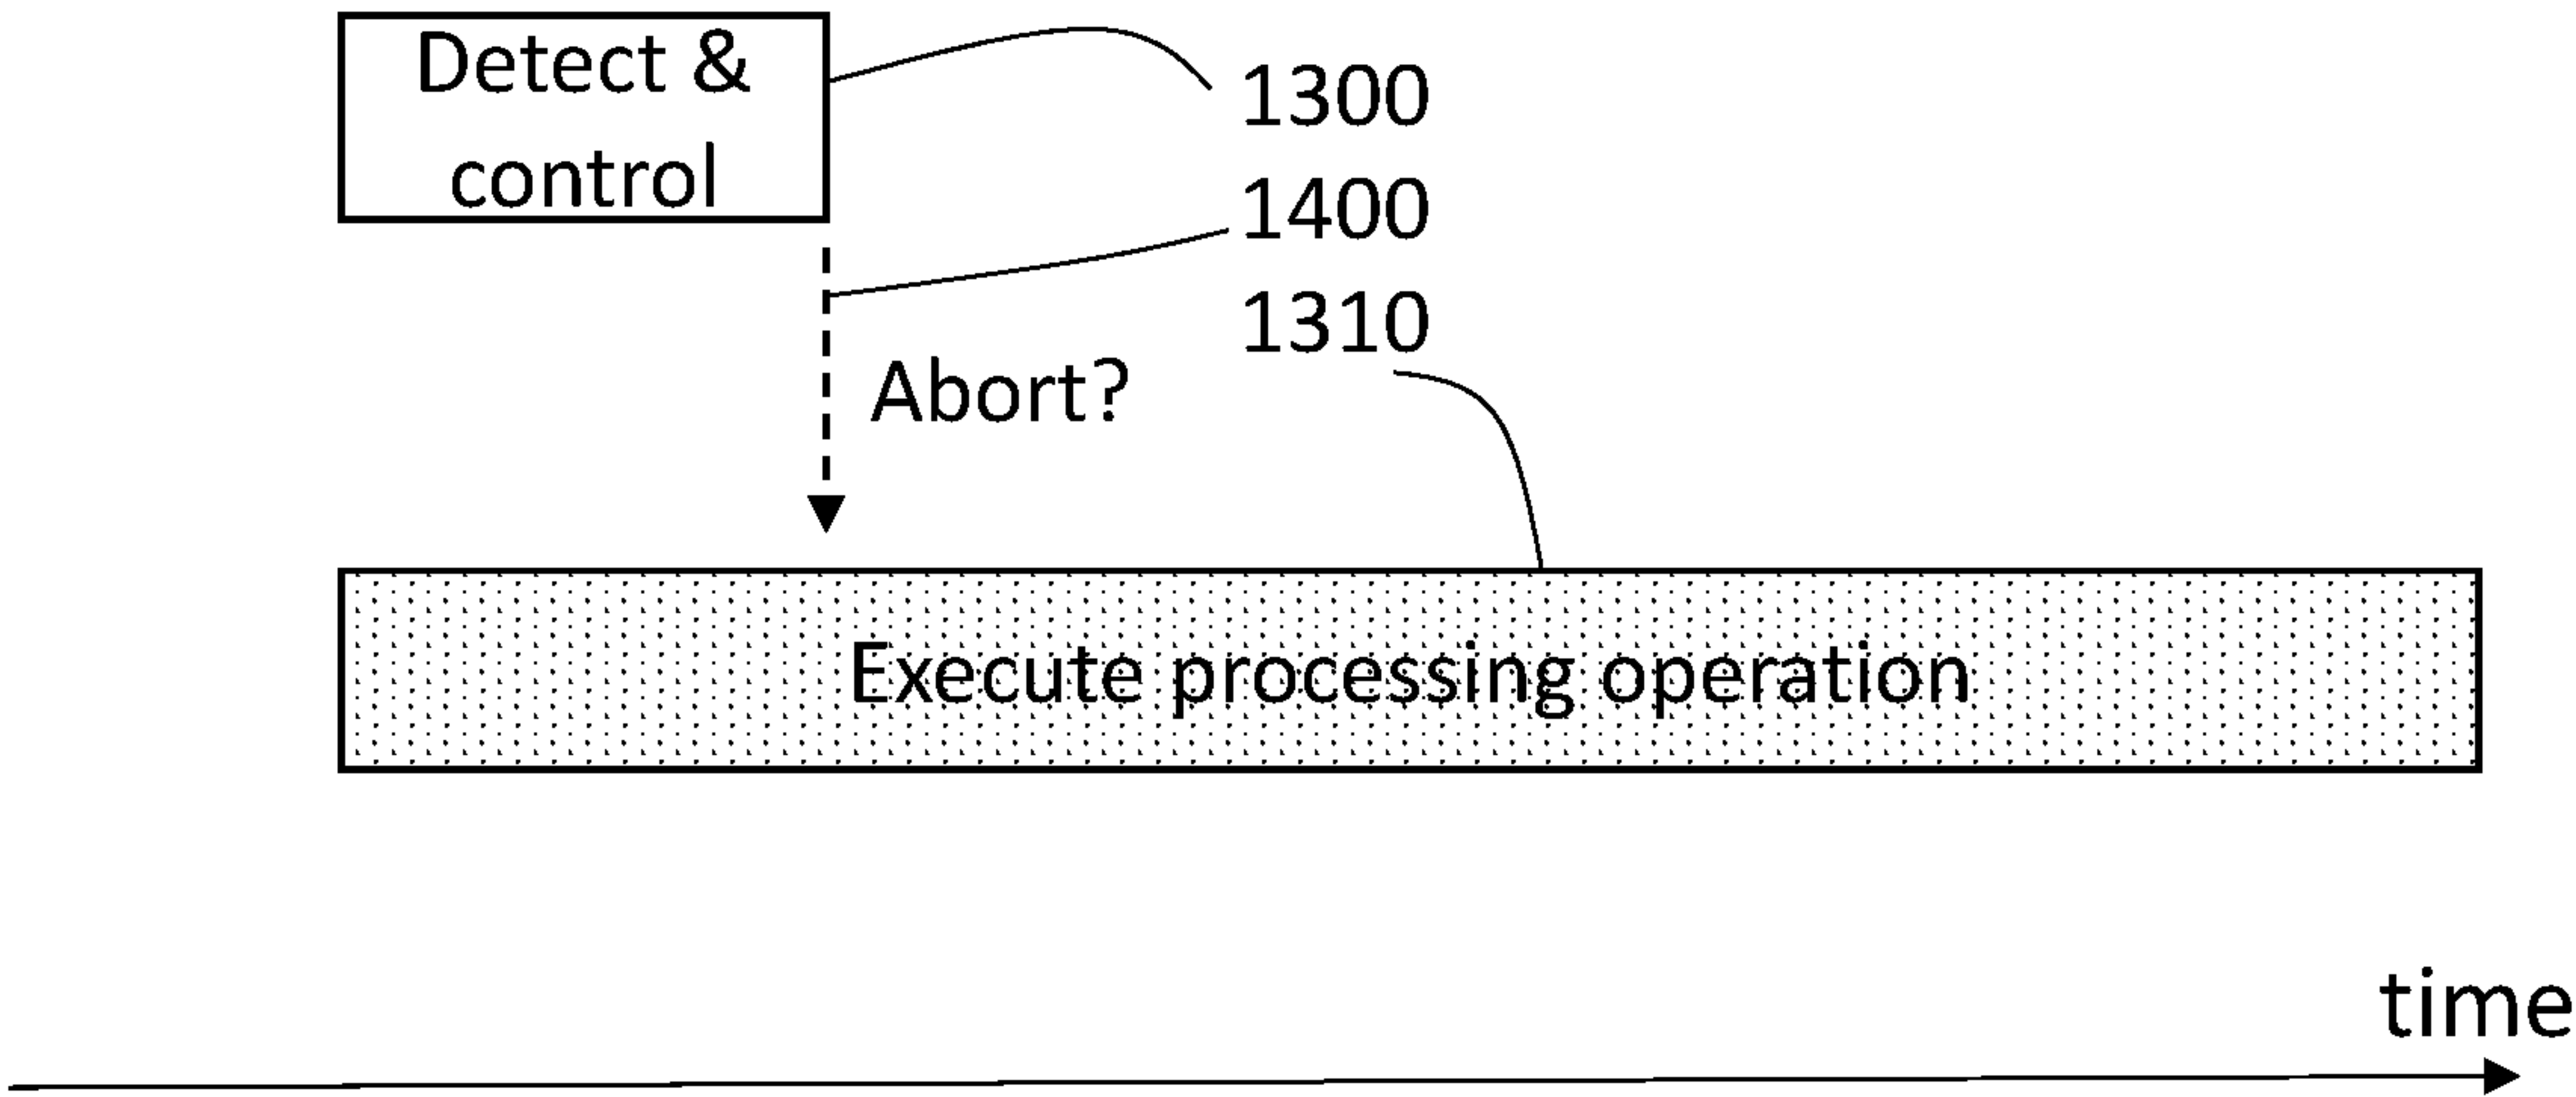 Detect &
control
1300
1400
1310
Abort?
Execute processing operation
time